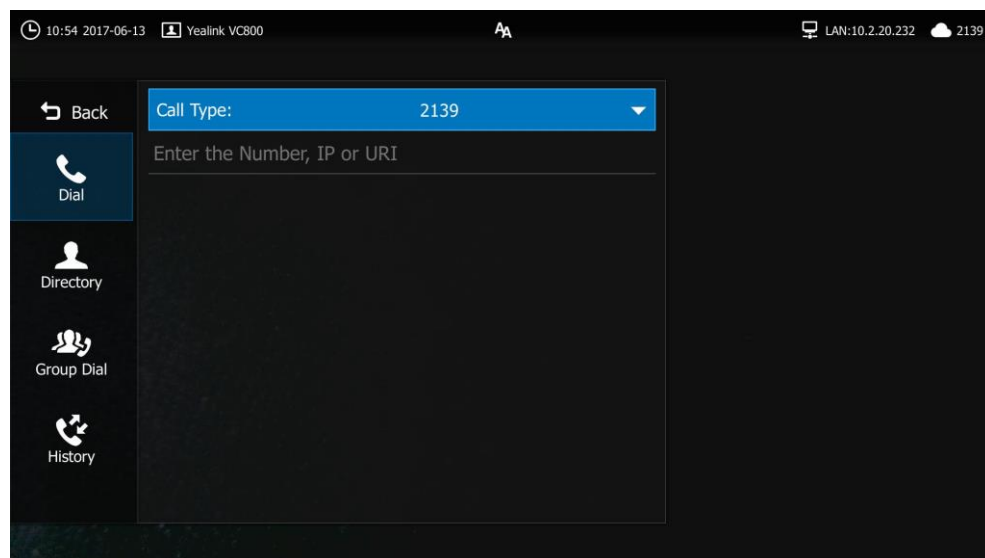 10:54 2017-06-13 Yealink VC800 AA LAN:10.2.20.232 2139
Back
Call Type: 2139
Enter the Number, IP or URI
Dial
Directory
Group Dial
History